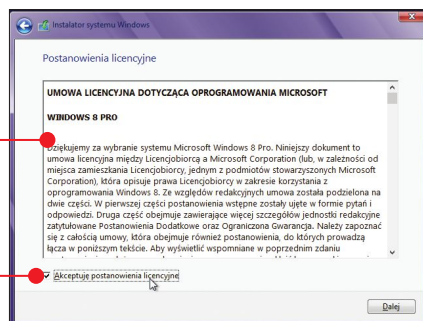 Instalator systemu Windows
Postanowienia licencyjne
UMOWA LICENCYJNA DOTYCZĄCA OPROGRAMOWANIA MICROSOFT
WINDOWS 8 PRO
Dziękujemy za wybranie systemu Microsoft Windows 8 Pro. Niniejszy dokument to
umowa licencyjna między Licencjobiorcą a Microsoft Corporation (lub, w zależności od
miejsca zamieszkania Licencjobiorcy, jednym z podmiotów stowarzyszonych Microsoft
Corporation), która opisuje prawa Licencjobiorcy w zakresie korzystania z
oprogramowania Windows 8. Ze względów redakcyjnych umowa została podzielona na
dwie części. W pierwszej części postanowienia wstępne zostały ujęte w formie pytań i
odpowiedzi. Druga część obejmuje zawierające więcej szczegółów jednostki redakcyjne
zatytułowane Postanowienia Dodatkowe oraz Ograniczona Gwarancja. Należy zapoznać
się z całością umowy, która obejmuje również postanowienia, do których prowadzą
łącza w poniższym tekście. Aby wyświetlić wspomniane w poprzednim zdaniu
Akceptuję postanowienia licencyjne
Dalej